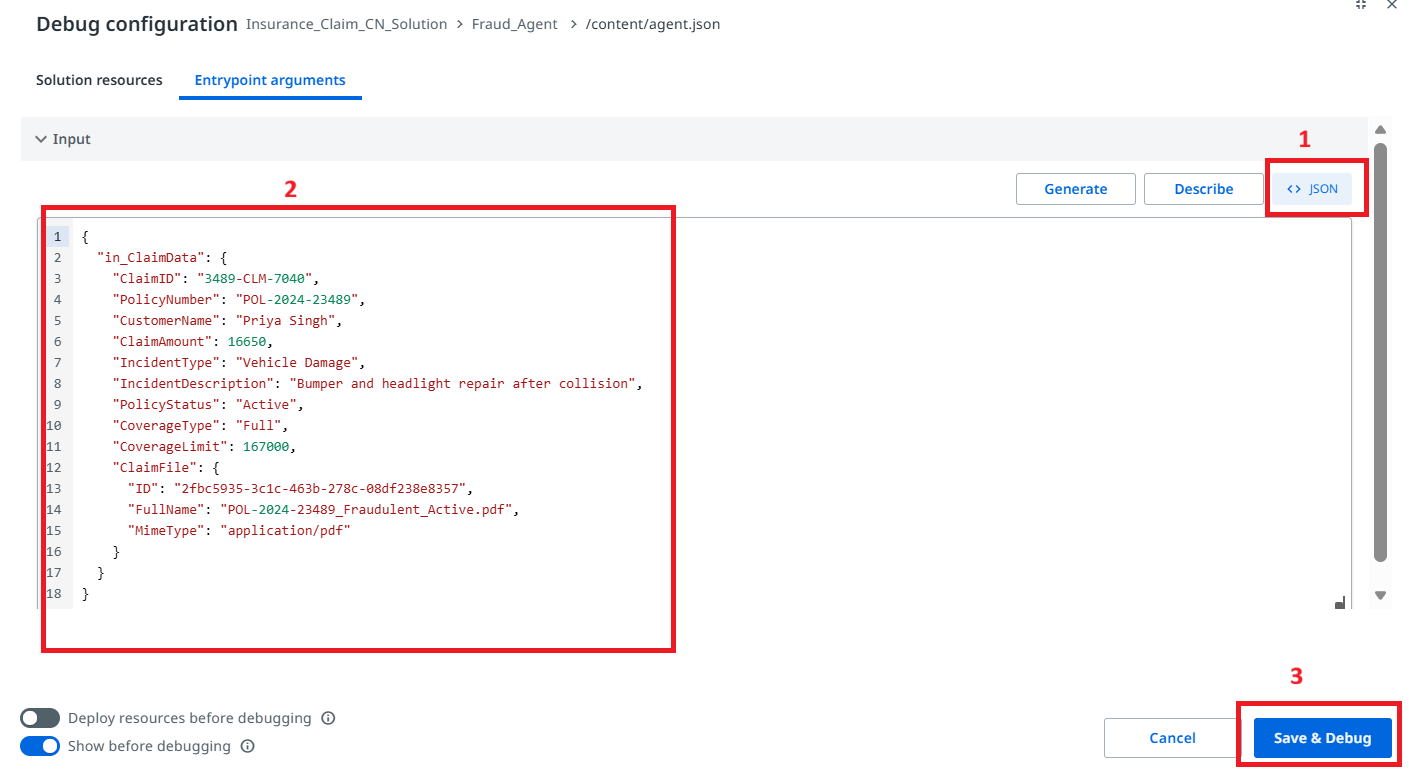 Debug configuration Insurance_Claim_CN_Solution > Fraud_Agent > /content/agent.json
Solution resources Entrypoint arguments
Input
1
2
Generate Describe <> JSON
1 {
2 "in_ClaimData": {
3 "ClaimID": "3489-CLM-7040",
4 "PolicyNumber": "POL-2024-23489",
5 "CustomerName": "Priya Singh",
6 "ClaimAmount": 16650,
7 "IncidentType": "Vehicle Damage",
8 "IncidentDescription": "Bumper and headlight repair after collision",
9 "PolicyStatus": "Active",
10 "CoverageType": "Full",
11 "CoverageLimit": 167000,
12 "ClaimFile": {
13 "ID": "2fbc5935-3c1c-463b-278c-08df238e8357",
14 "FullName": "POL-2024-23489_Fraudulent_Active.pdf",
15 "MimeType": "application/pdf"
16 }
17 }
18 }
3
Deploy resources before debugging
Show before debugging
Cancel Save & Debug